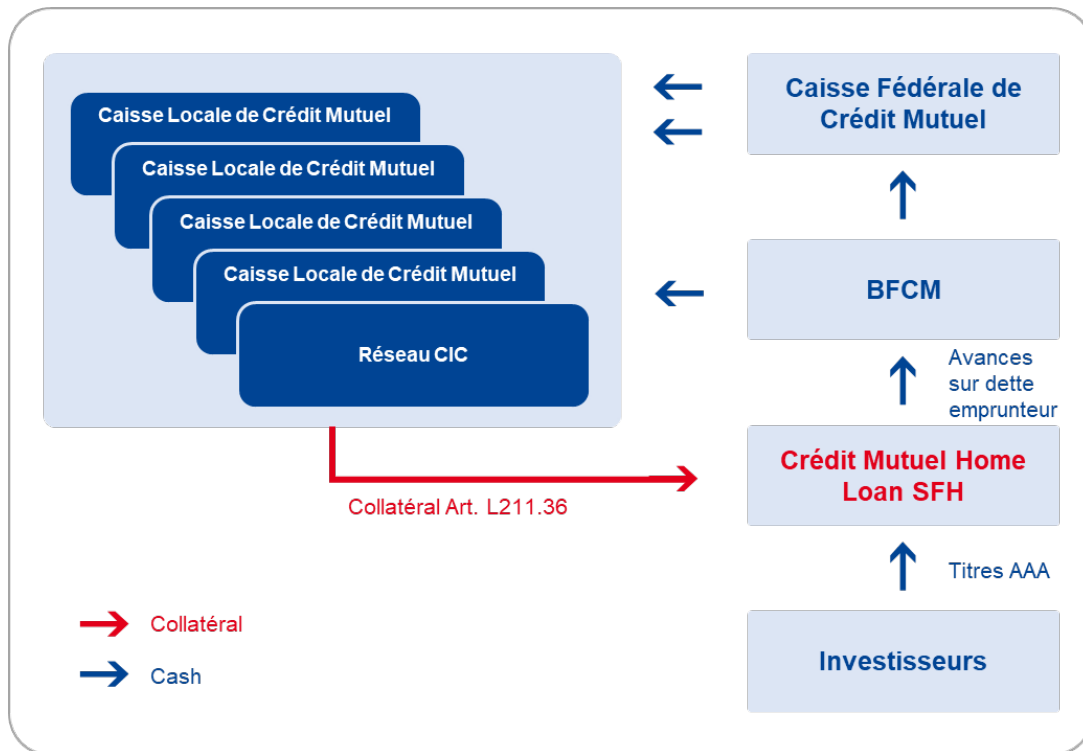 Caisse Locale de Crédit Mutuel
Caisse Locale de Crédit Mutuel
Caisse Locale de Crédit Mutuel
Caisse Locale de Crédit Mutuel
Réseau CIC
Caisse Fédérale de
Crédit Mutuel
BFCM
Avances
sur dette
emprunteur
Crédit Mutuel Home
Loan SFH
Collatéral Art. L211.36
Titres AAA
Investisseurs
Collatéral
Cash